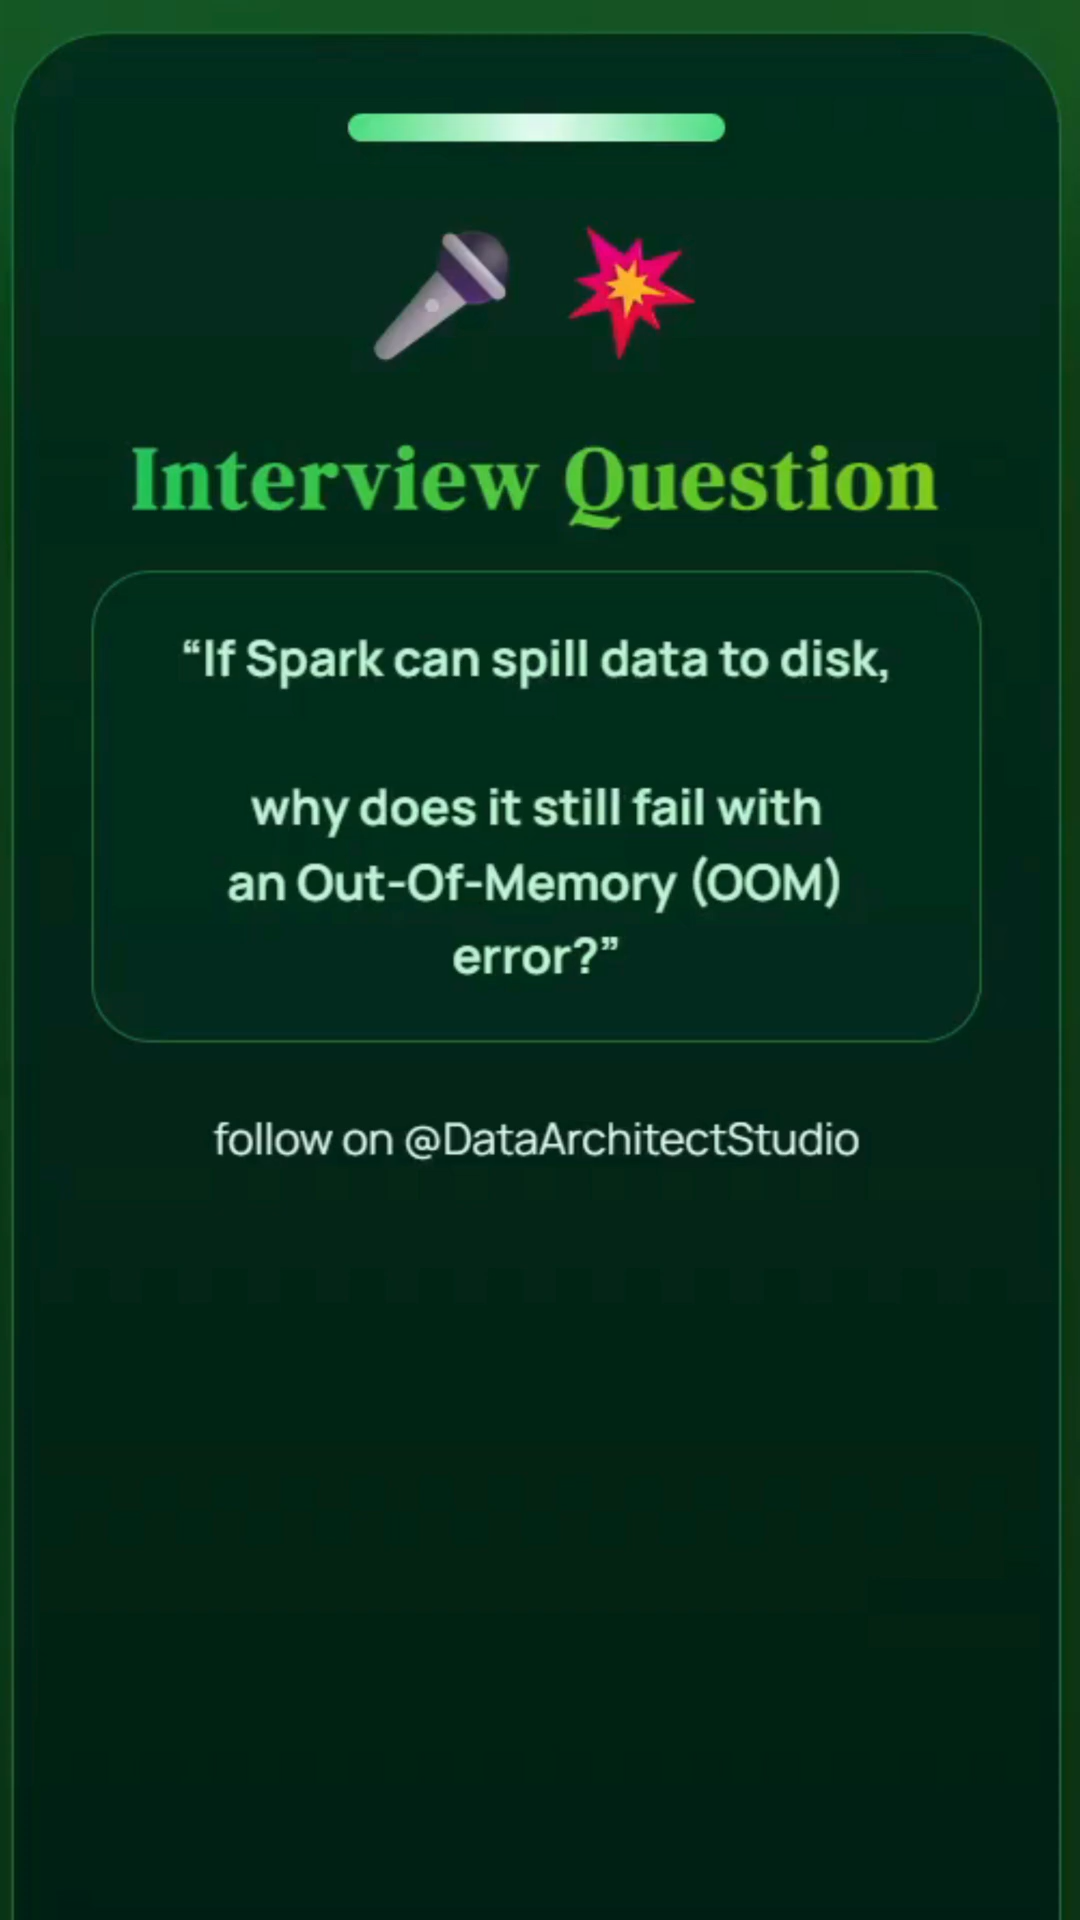 Interview Question
“If Spark can spill data to disk,
why does it still fail with
an Out-Of-Memory (OOM)
error?”
follow on @DataArchitectStudio